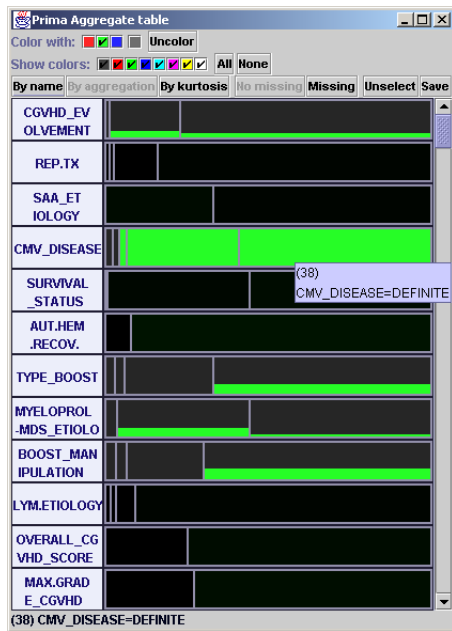 Prima Aggregate table
Color with: Uncolor
Show colors: All None
By name By aggregation By kurtosis No missing Missing Unselect Save
CGVHD_EV
OLVEMENT
REP.TX
SAA_ET
IOLOGY
CMV_DISEASE
(38)
CMV_DISEASE=DEFINITE
SURVIVAL
_STATUS
AUT.HEM
.RECOV.
TYPE_BOOST
MYELOPROL
-MDS_ETIOLO
BOOST_MAN
IPULATION
LYM.ETIOLOGY
OVERALL_CG
VHD_SCORE
MAX.GRAD
E_CGVHD
(38) CMV_DISEASE=DEFINITE